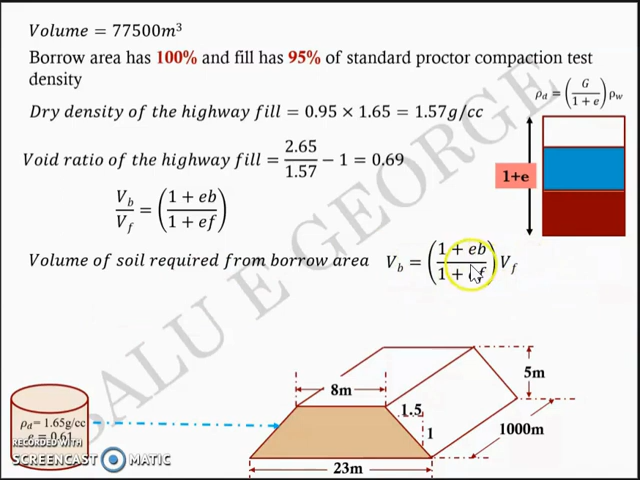 Volume = 77500m³
Borrow area has 100% and fill has 95% of standard proctor compaction test
density
ρd = (G / 1 + e) ρw
Dry density of the highway fill = 0.95 × 1.65 = 1.57g/cc
Void ratio of the highway fill = 2.65 / 1.57 − 1 = 0.69
1+e
Vb / Vf = (1 + eb / 1 + ef)
Volume of soil required from borrow area Vb = (1 + eb / 1 + ef) Vf
SALU E GEORGE
5m
8m
1.5
1
1000m
23m
ρd = 1.65g/cc
e = 0.61
RECORDED WITH
SCREENCAST MATIC